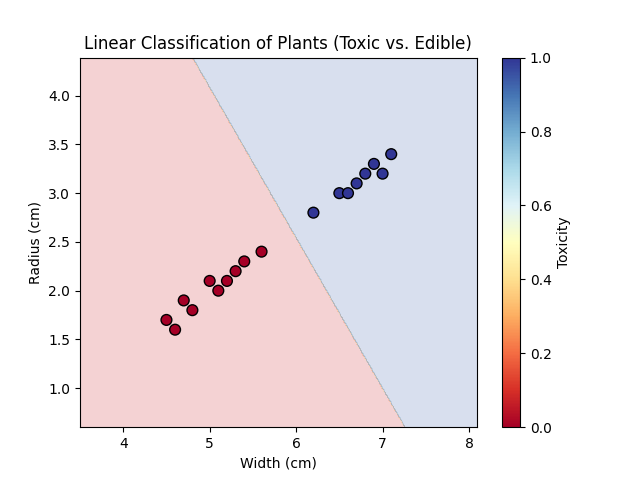 Linear Classification of Plants (Toxic vs. Edible)
4.0
3.5
3.0
2.5
2.0
1.5
1.0
Radius (cm)
4 5 6 7 8
Width (cm)
1.0
0.8
0.6
0.4
0.2
0.0
Toxicity